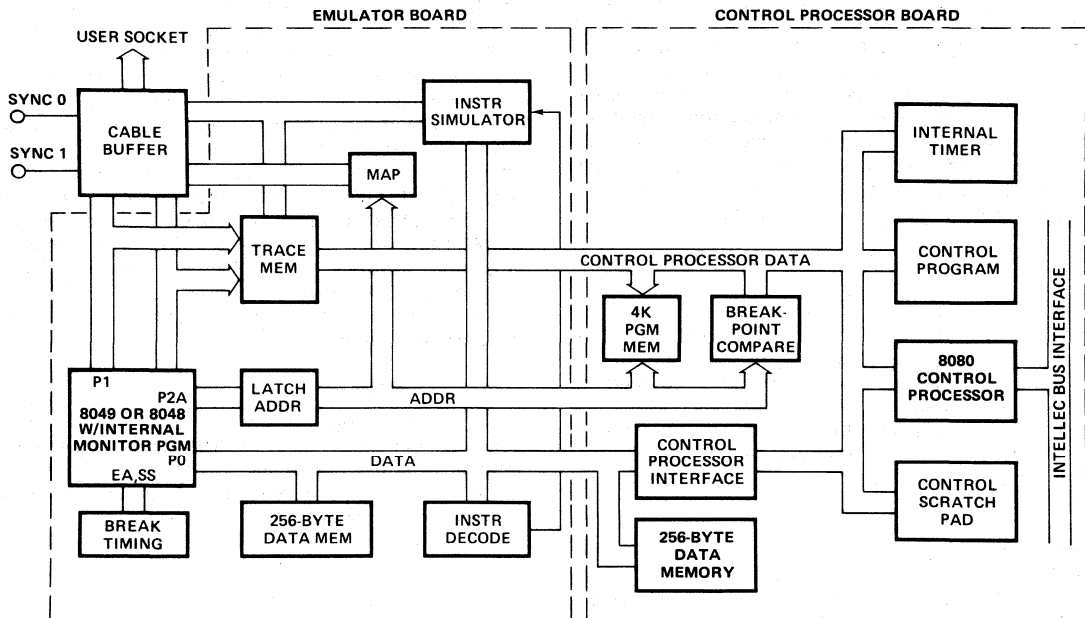 EMULATOR BOARD
CONTROL PROCESSOR BOARD
USER SOCKET
SYNC 0
SYNC 1
CABLE
BUFFER
INSTR
SIMULATOR
MAP
TRACE
MEM
INTERNAL
TIMER
CONTROL PROCESSOR DATA
CONTROL
PROGRAM
4K
PGM
MEM
BREAK-
POINT
COMPARE
8080
CONTROL
PROCESSOR
INTELLEC BUS INTERFACE
P1
P2A
8049 OR 8048
W/INTERNAL
MONITOR PGM
P0
EA,SS
LATCH
ADDR
ADDR
DATA
CONTROL
PROCESSOR
INTERFACE
CONTROL
SCRATCH
PAD
BREAK
TIMING
256-BYTE
DATA MEM
INSTR
DECODE
256-BYTE
DATA
MEMORY